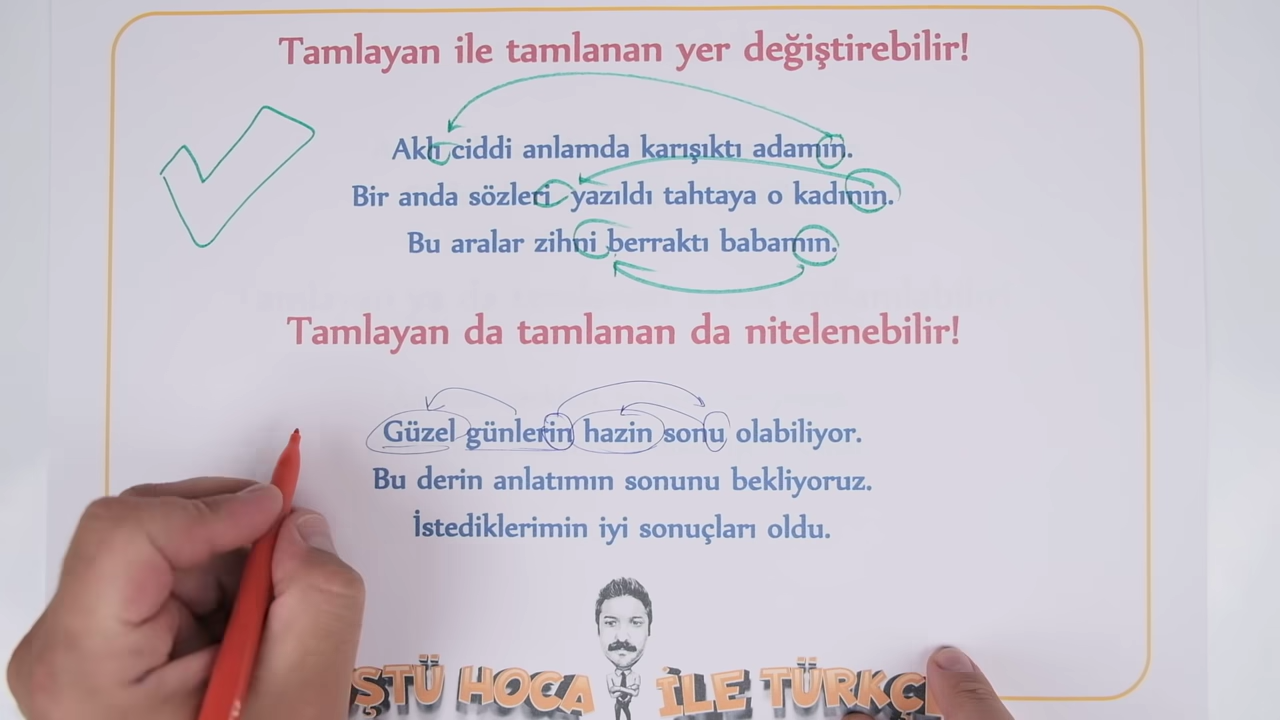 Tamlayan ile tamlanan yer değiştirebilir!
Aklı ciddi anlamda karışıktı adamın.
Bir anda sözleri yazıldı tahtaya o kadının.
Bu aralar zihni berraktı babamın.
Tamlayan da tamlanan da nitelenebilir!
Güzel günlerin hazin sonu olabiliyor.
Bu derin anlatımın sonunu bekliyoruz.
İstediklerimin iyi sonuçları oldu.
HOCA İLE